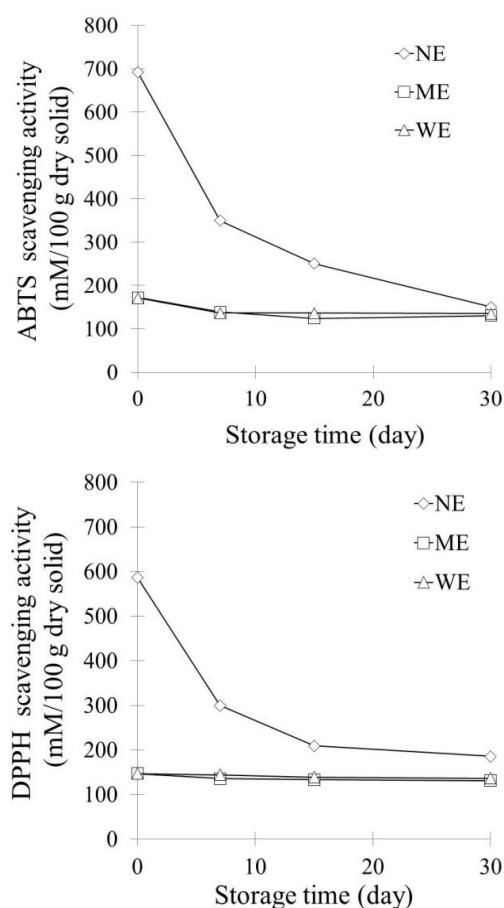 800
700
600
500
400
300
200
100
0
ABTS scavenging activity
(mM/100 g dry solid)
NE
ME
WE
0 10 20 30
Storage time (day)
800
700
600
500
400
300
200
100
0
DPPH scavenging activity
(mM/100 g dry solid)
NE
ME
WE
0 10 20 30
Storage time (day)